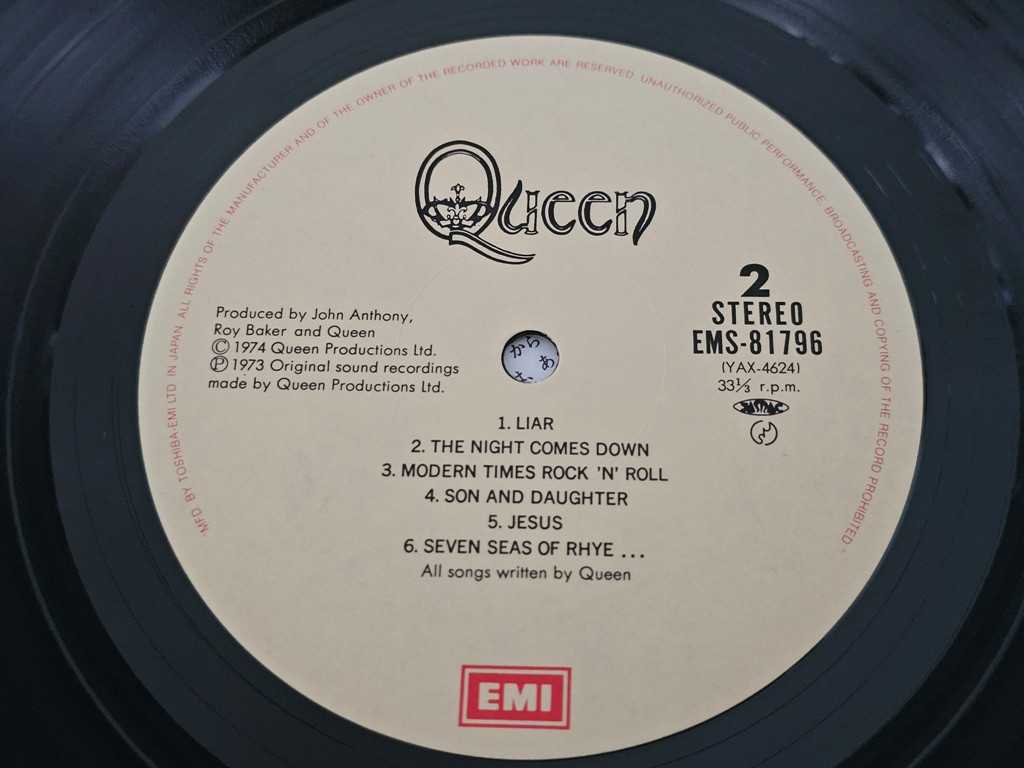 "MFD. BY TOSHIBA-EMI LTD IN JAPAN. ALL RIGHTS OF THE MANUFACTURER AND OF THE OWNER OF THE RECORDED WORK ARE RESERVED. UNAUTHORIZED PUBLIC PERFORMANCE BROADCASTING AND COPYING OF THE RECORD PROHIBITED"
Queen
2
STEREO
EMS-81796
(YAX-4624)
33⅓ r.p.m.
Produced by John Anthony,
Roy Baker and Queen
Ⓒ 1974 Queen Productions Ltd.
Ⓟ 1973 Original sound recordings
made by Queen Productions Ltd.
から
あ
1. LIAR
2. THE NIGHT COMES DOWN
3. MODERN TIMES ROCK 'N' ROLL
4. SON AND DAUGHTER
5. JESUS
6. SEVEN SEAS OF RHYE ...
All songs written by Queen
EMI